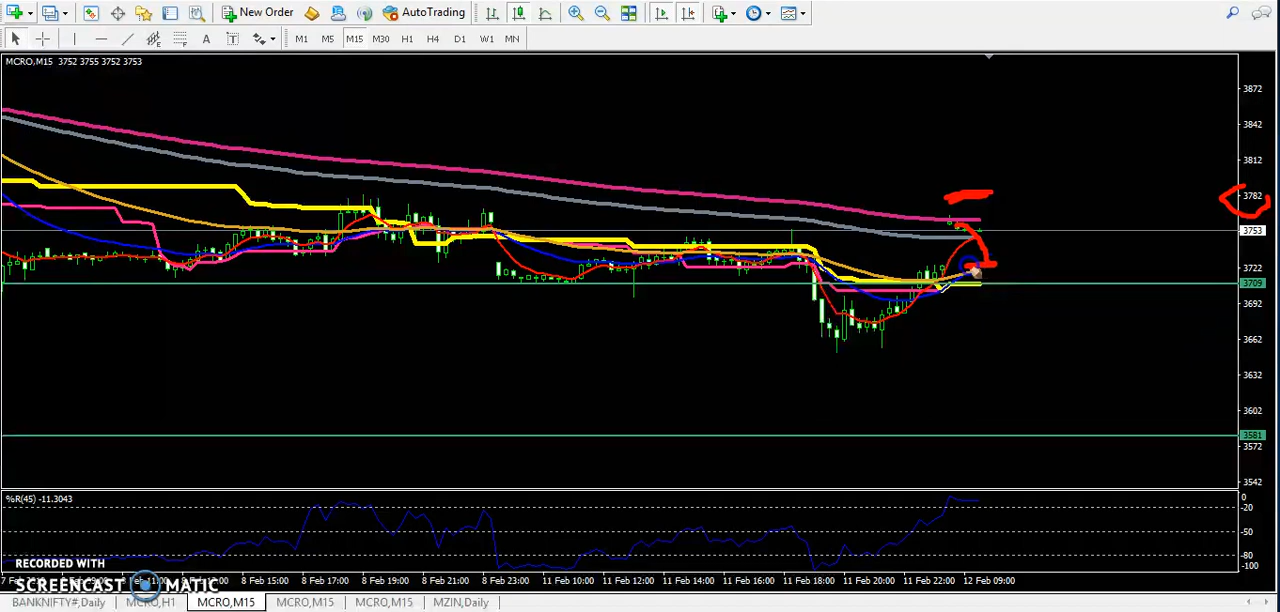 New Order AutoTrading
A T M1 M5 M15 M30 H1 H4 D1 W1 MN
MCRO,M15 3752 3755 3752 3753
3872
3842
3812
3782
3753
3722
3709
3692
3662
3632
3602
3581
3572
3542
%R(45) -11.3043
0
-20
-50
-80
-100
RECORDED WITH
SCREENCAST MATIC
8 Feb 15:00 8 Feb 17:00 8 Feb 19:00 8 Feb 21:00 8 Feb 23:00 11 Feb 10:00 11 Feb 12:00 11 Feb 14:00 11 Feb 16:00 11 Feb 18:00 11 Feb 20:00 11 Feb 22:00 12 Feb 09:00
BANKNIFTY#,Daily MCRO,H1 MCRO,M15 MCRO,M15 MCRO,M15 MZIN,Daily